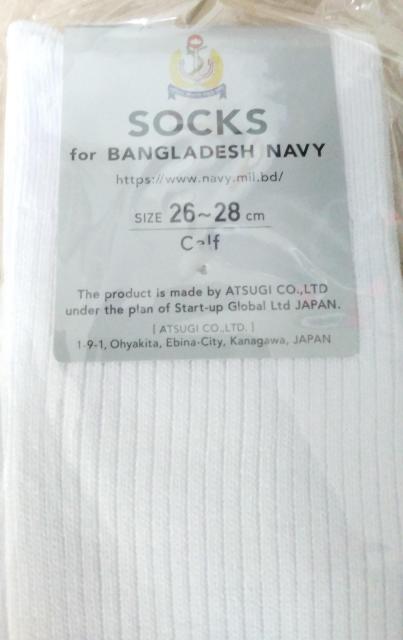 SOCKS
for BANGLADESH NAVY
https://www.navy.mil.bd/
SIZE 26~28 cm
Calf
The product is made by ATSUGI CO.,LTD
under the plan of Start-up Global Ltd JAPAN.
[ ATSUGI CO.,LTD. ]
1-9-1, Ohyakita, Ebina-City, Kanagawa, JAPAN